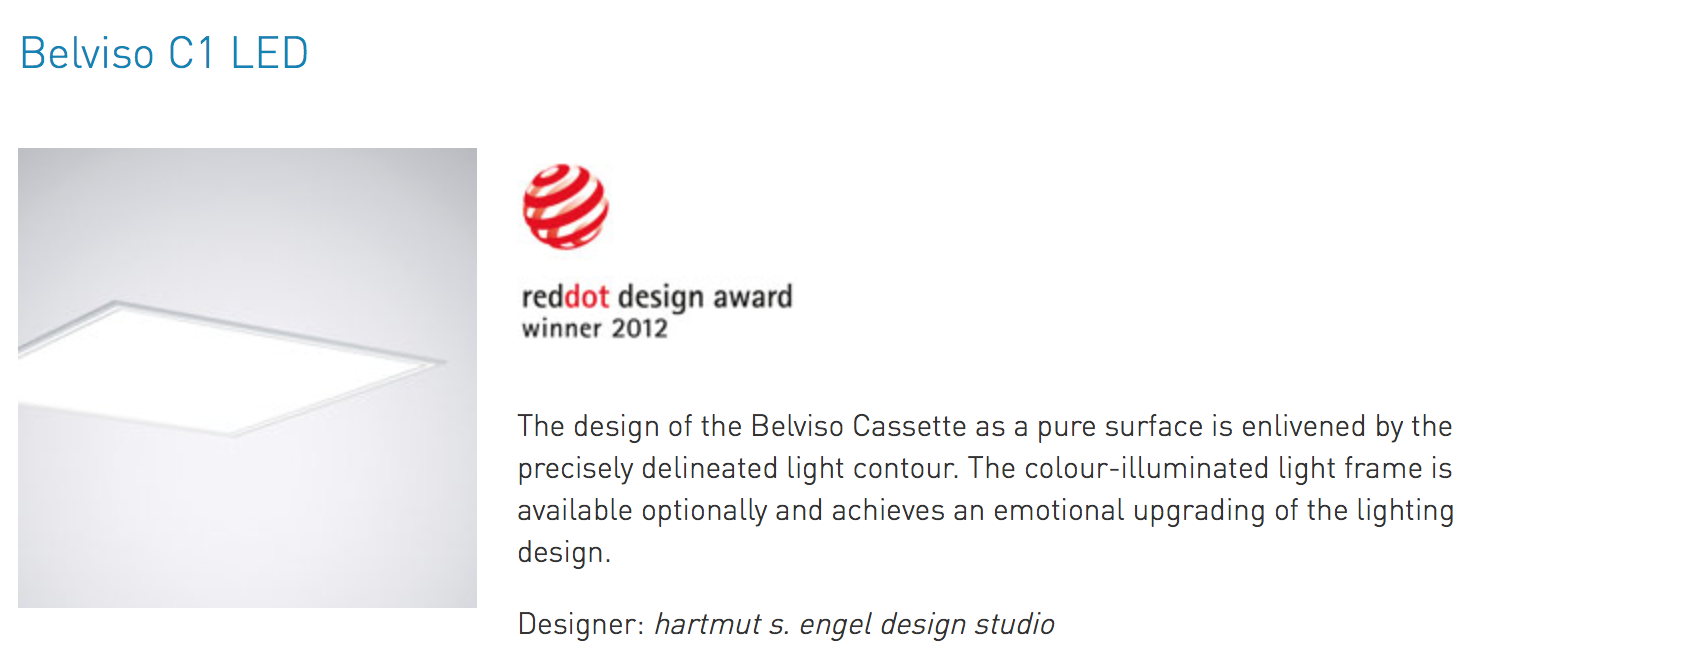 Belviso C1 LED
reddot design award
winner 2012
The design of the Belviso Cassette as a pure surface is enlivened by the
precisely delineated light contour. The colour-illuminated light frame is
available optionally and achieves an emotional upgrading of the lighting
design.
Designer: hartmut s. engel design studio